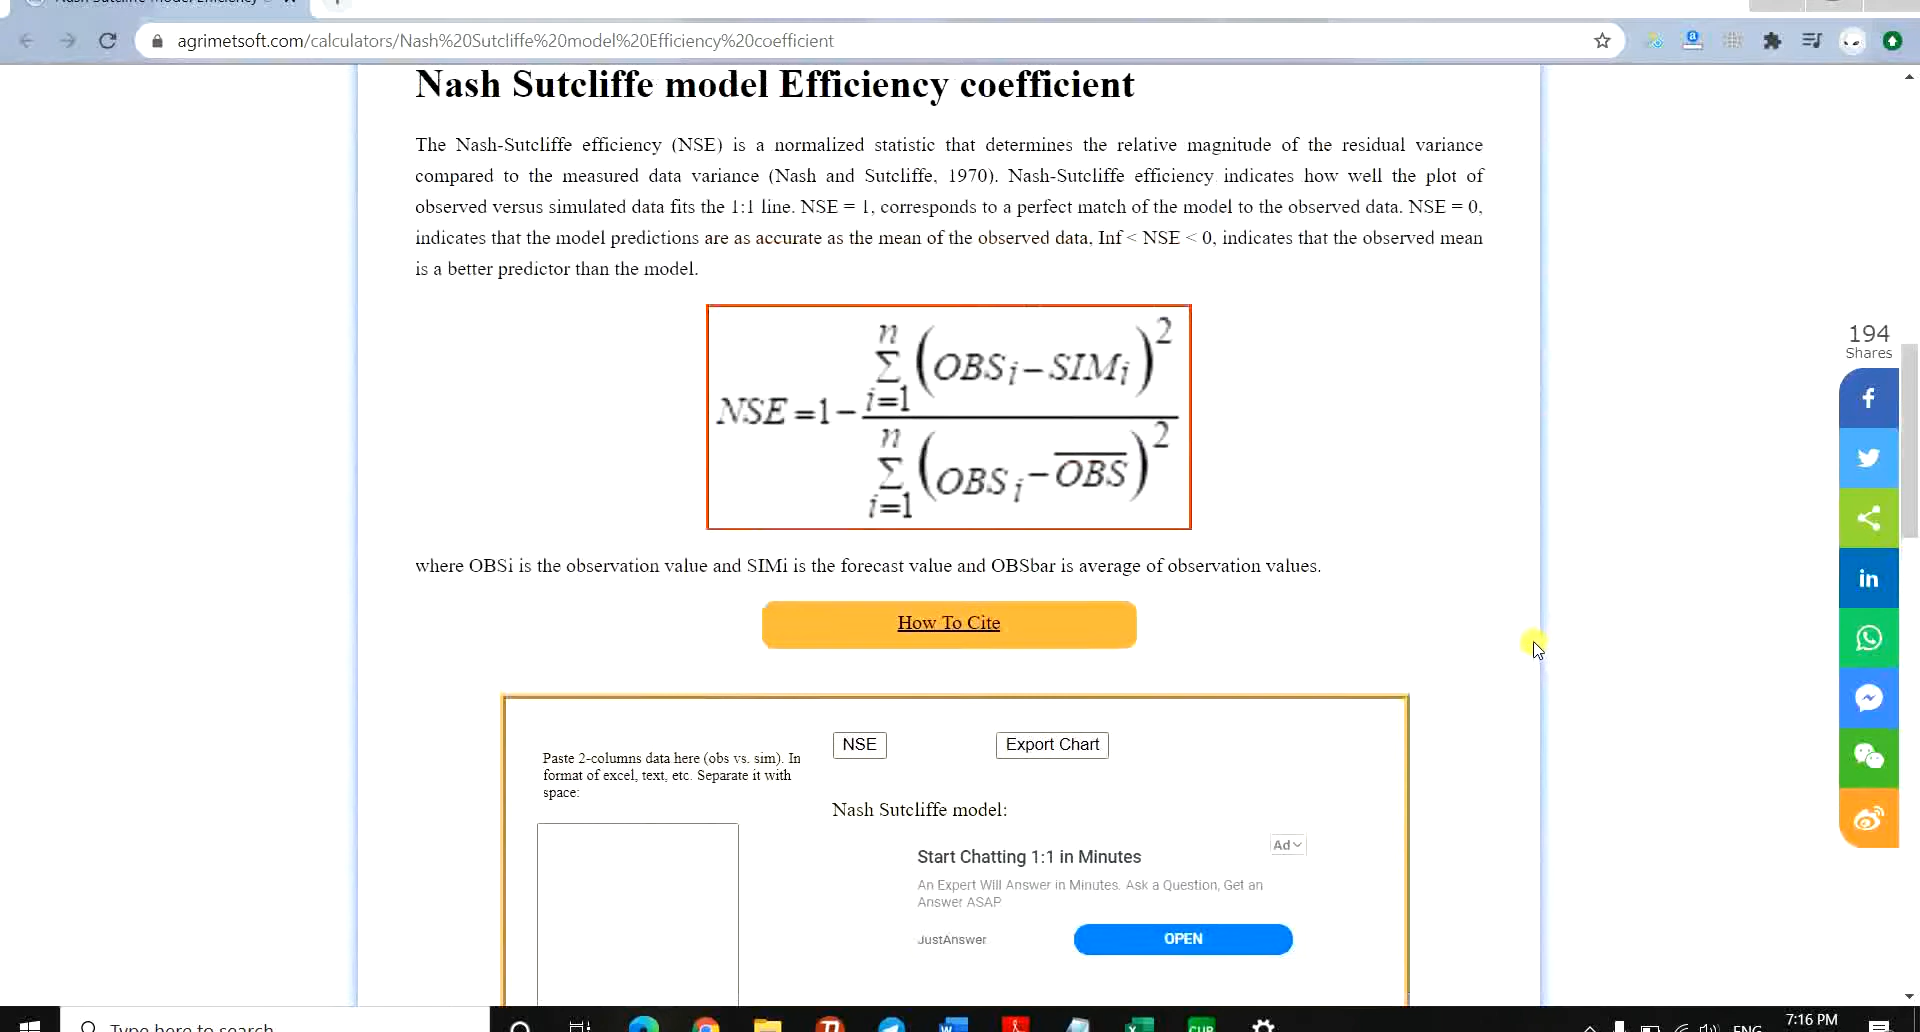 agrimetsoft.com/calculators/Nash%20Sutcliffe%20model%20Efficiency%20coefficient
Nash Sutcliffe model Efficiency coefficient
The Nash-Sutcliffe efficiency (NSE) is a normalized statistic that determines the relative magnitude of the residual variance
compared to the measured data variance (Nash and Sutcliffe, 1970). Nash-Sutcliffe efficiency indicates how well the plot of
observed versus simulated data fits the 1:1 line. NSE = 1, corresponds to a perfect match of the model to the observed data. NSE = 0,
indicates that the model predictions are as accurate as the mean of the observed data, Inf < NSE < 0, indicates that the observed mean
is a better predictor than the model.
n
∑ (OBSi − SIMi)²
i=1
NSE =1−
n
∑ (OBSi − O̅B̅S̅)²
i=1
where OBSi is the observation value and SIMi is the forecast value and OBSbar is average of observation values.
How To Cite
194
Shares
NSE
Export Chart
Paste 2-columns data here (obs vs. sim). In
format of excel, text, etc. Separate it with
space:
Nash Sutcliffe model:
Ad
Start Chatting 1:1 in Minutes
An Expert Will Answer in Minutes. Ask a Question, Get an
Answer ASAP
JustAnswer
OPEN
Type here to search
ENG
7:16 PM